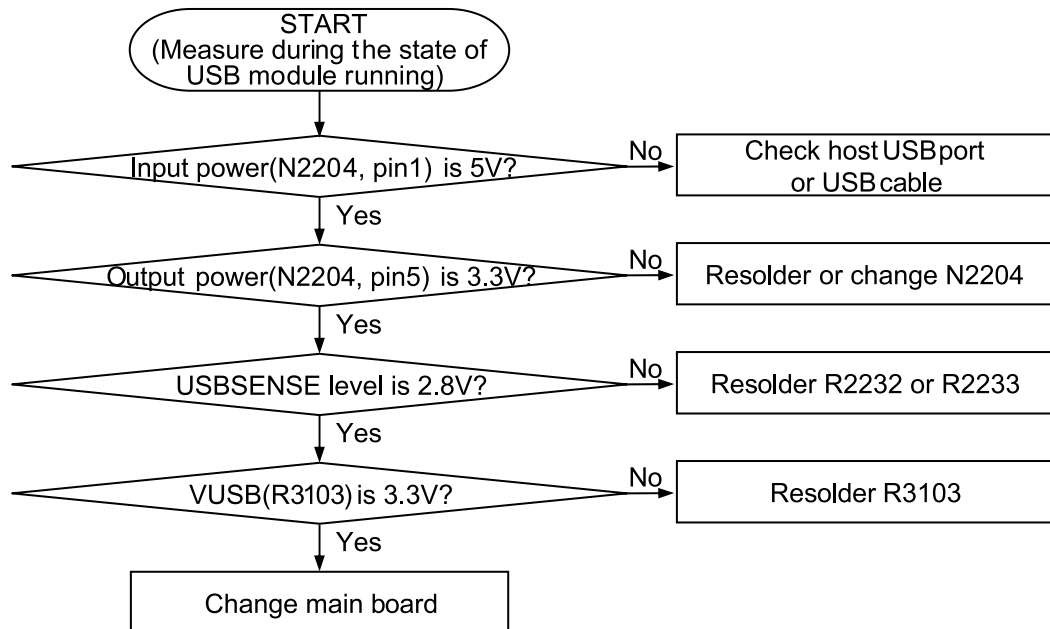 START
(Measure during the state of
USB module running)
Input power(N2204, pin1) is 5V?
No
Check host USB port
or USB cable
Yes
Output power(N2204, pin5) is 3.3V?
No
Resolder or change N2204
Yes
USBSENSE level is 2.8V?
No
Resolder R2232 or R2233
Yes
VUSB(R3103) is 3.3V?
No
Resolder R3103
Yes
Change main board